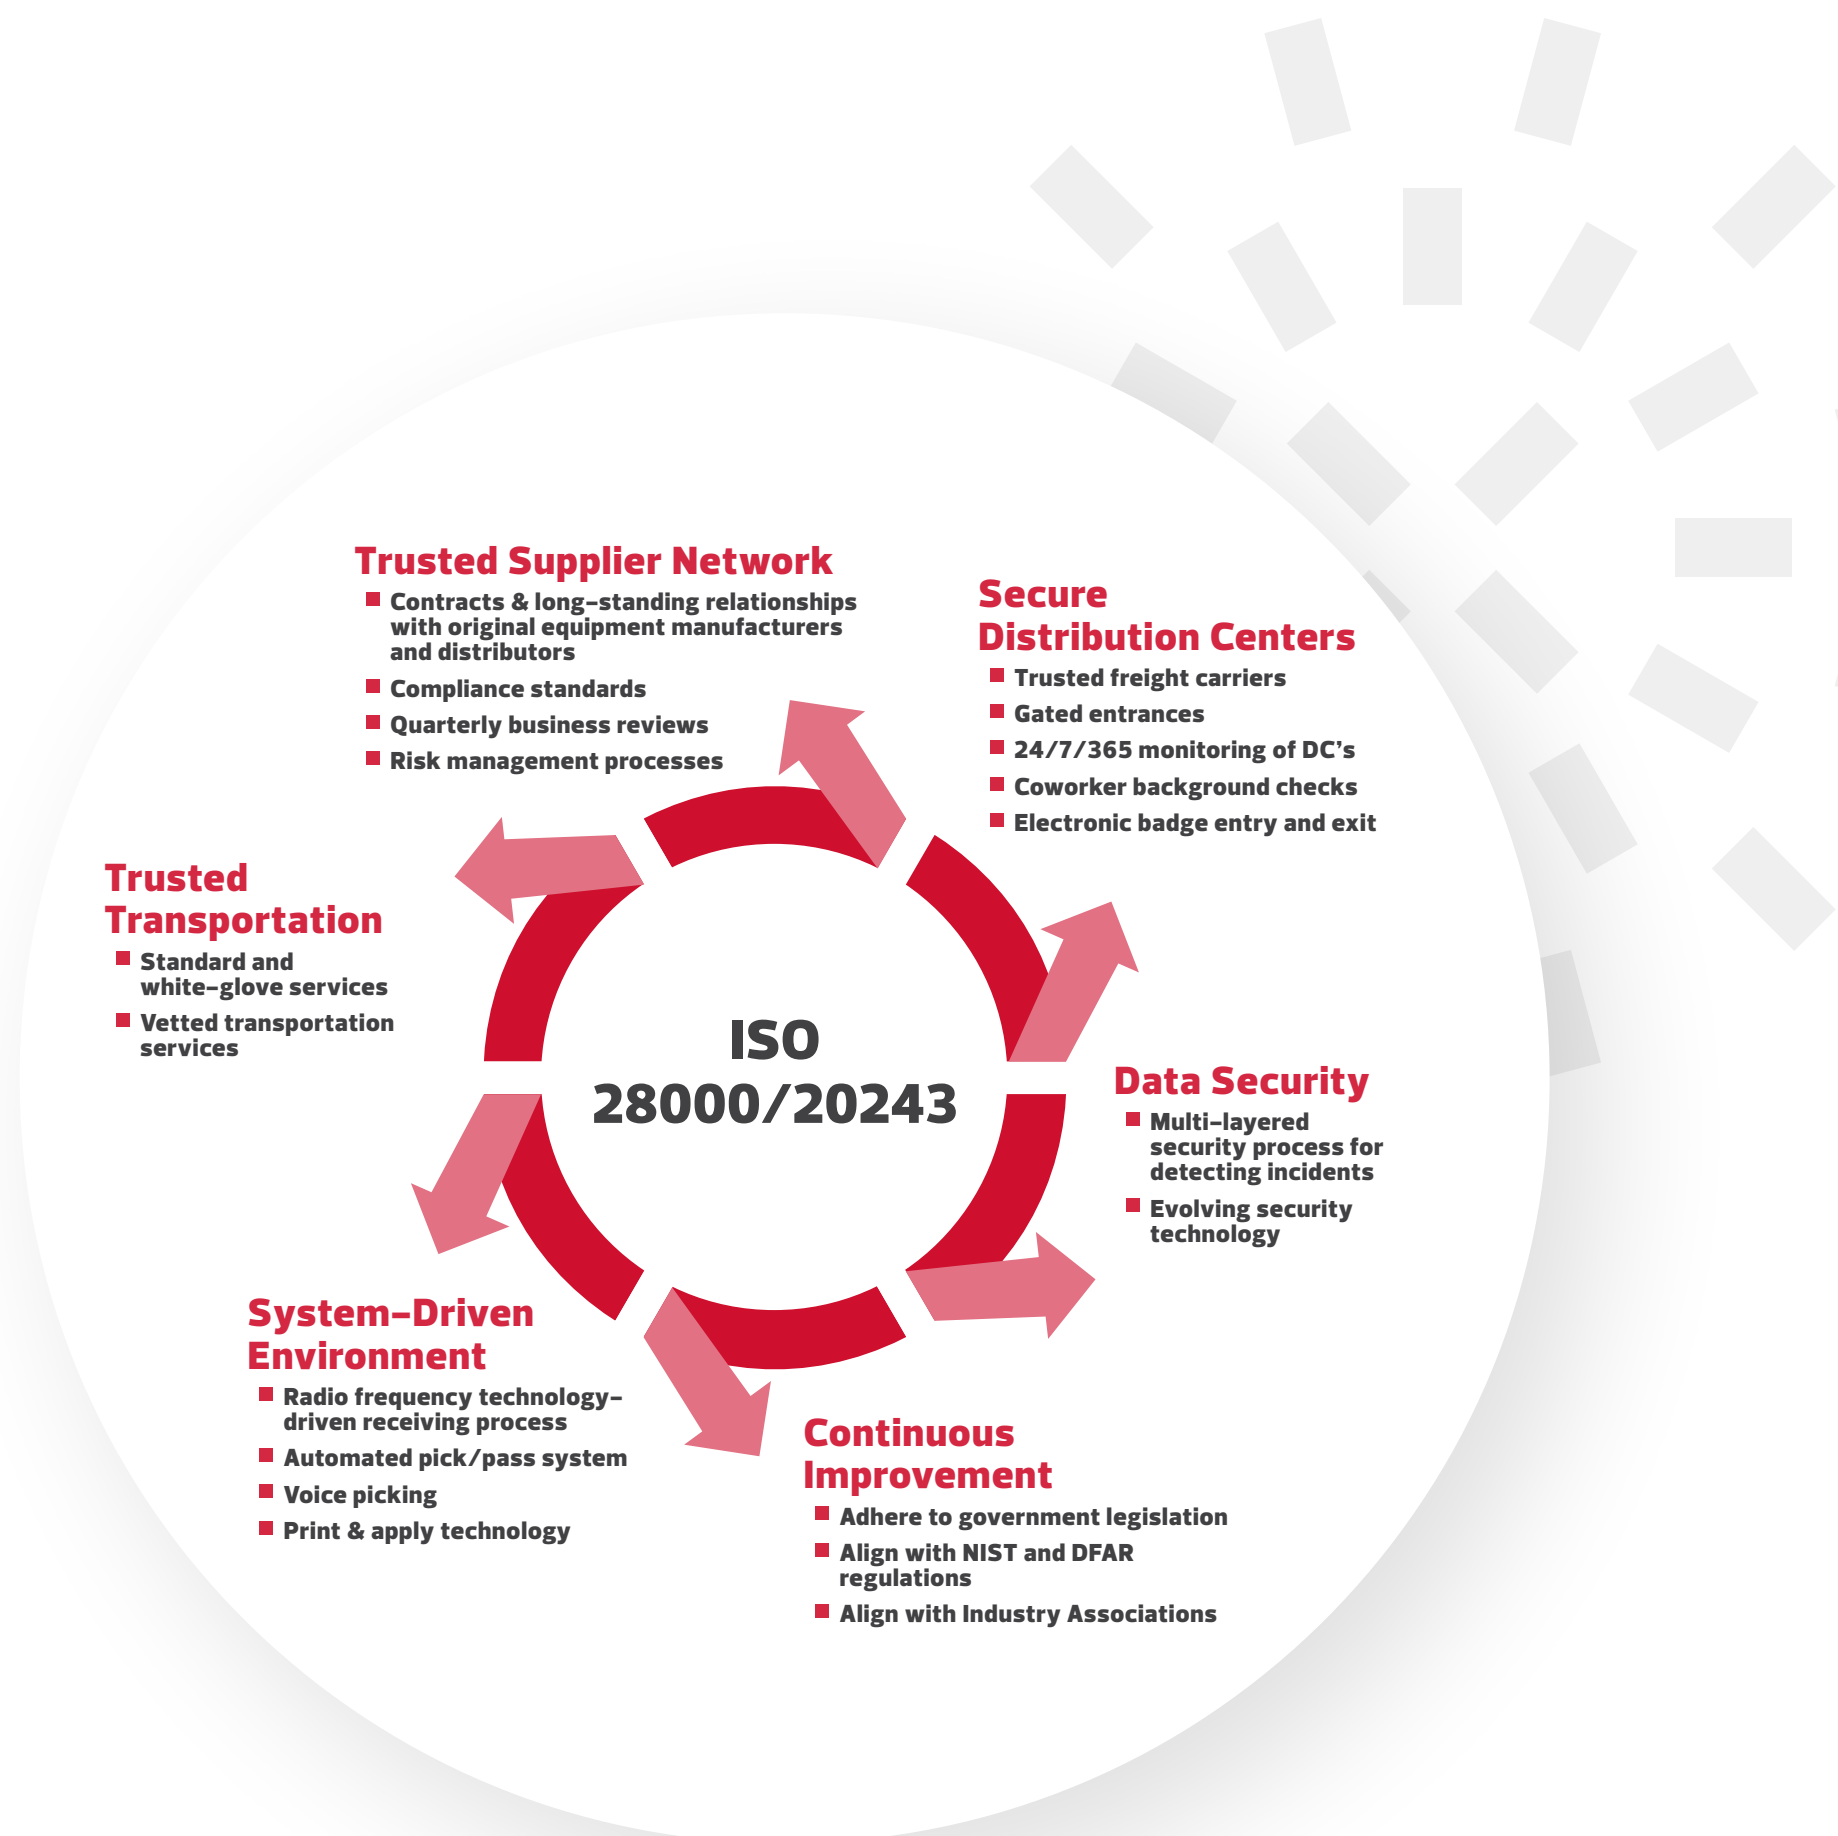 Trusted Supplier Network
Contracts & long-standing relationships
with original equipment manufacturers
and distributors
Compliance standards
Quarterly business reviews
Risk management processes
Secure
Distribution Centers
Trusted freight carriers
Gated entrances
24/7/365 monitoring of DC’s
Coworker background checks
Electronic badge entry and exit
Trusted
Transportation
Standard and
white-glove services
Vetted transportation
services
ISO
28000/20243
Data Security
Multi-layered
security process for
detecting incidents
Evolving security
technology
System-Driven
Environment
Radio frequency technology-
driven receiving process
Automated pick/pass system
Voice picking
Print & apply technology
Continuous
Improvement
Adhere to government legislation
Align with NIST and DFAR
regulations
Align with Industry Associations